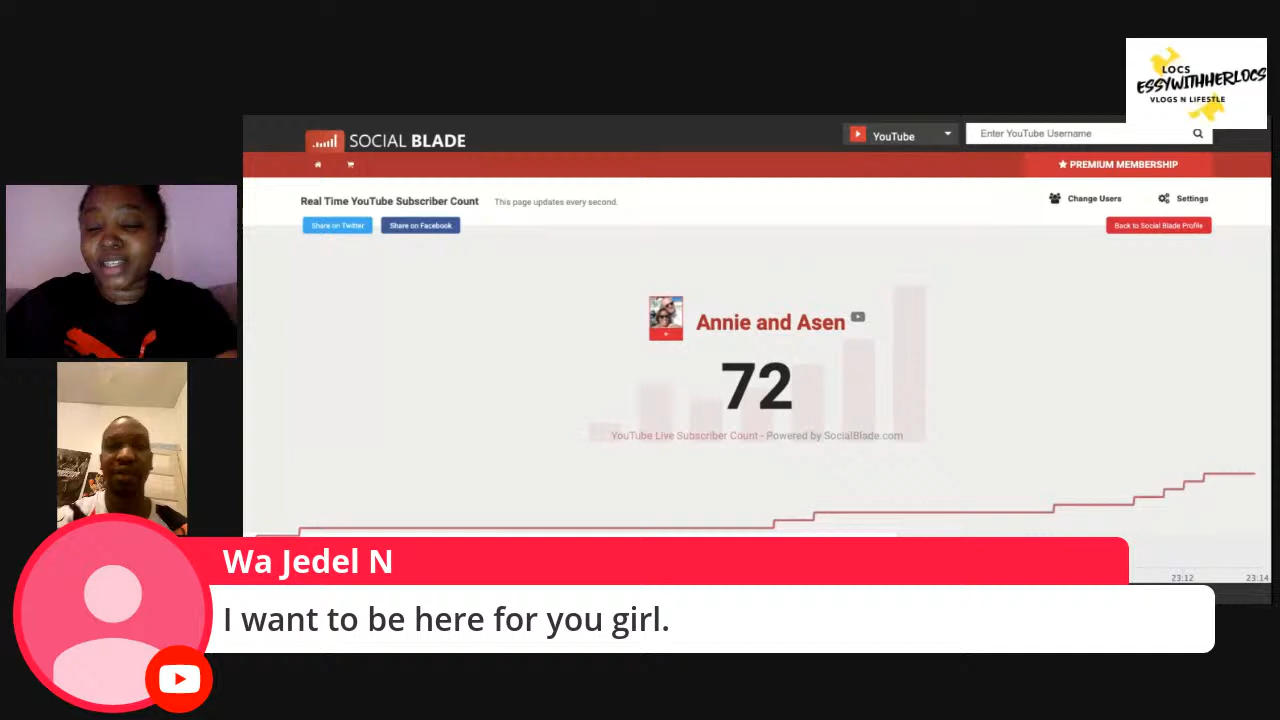 LOCS
ESSYWITHHERLOCS
VLOGS N LIFESTLE
SOCIAL BLADE
YouTube
Enter YouTube Username
PREMIUM MEMBERSHIP
Real Time YouTube Subscriber Count
This page updates every second.
Change Users
Settings
Share on Twitter
Share on Facebook
Back to Social Blade Profile
Annie and Asen
72
YouTube Live Subscriber Count - Powered by SocialBlade.com
23:12
23:14
Wa Jedel N
I want to be here for you girl.